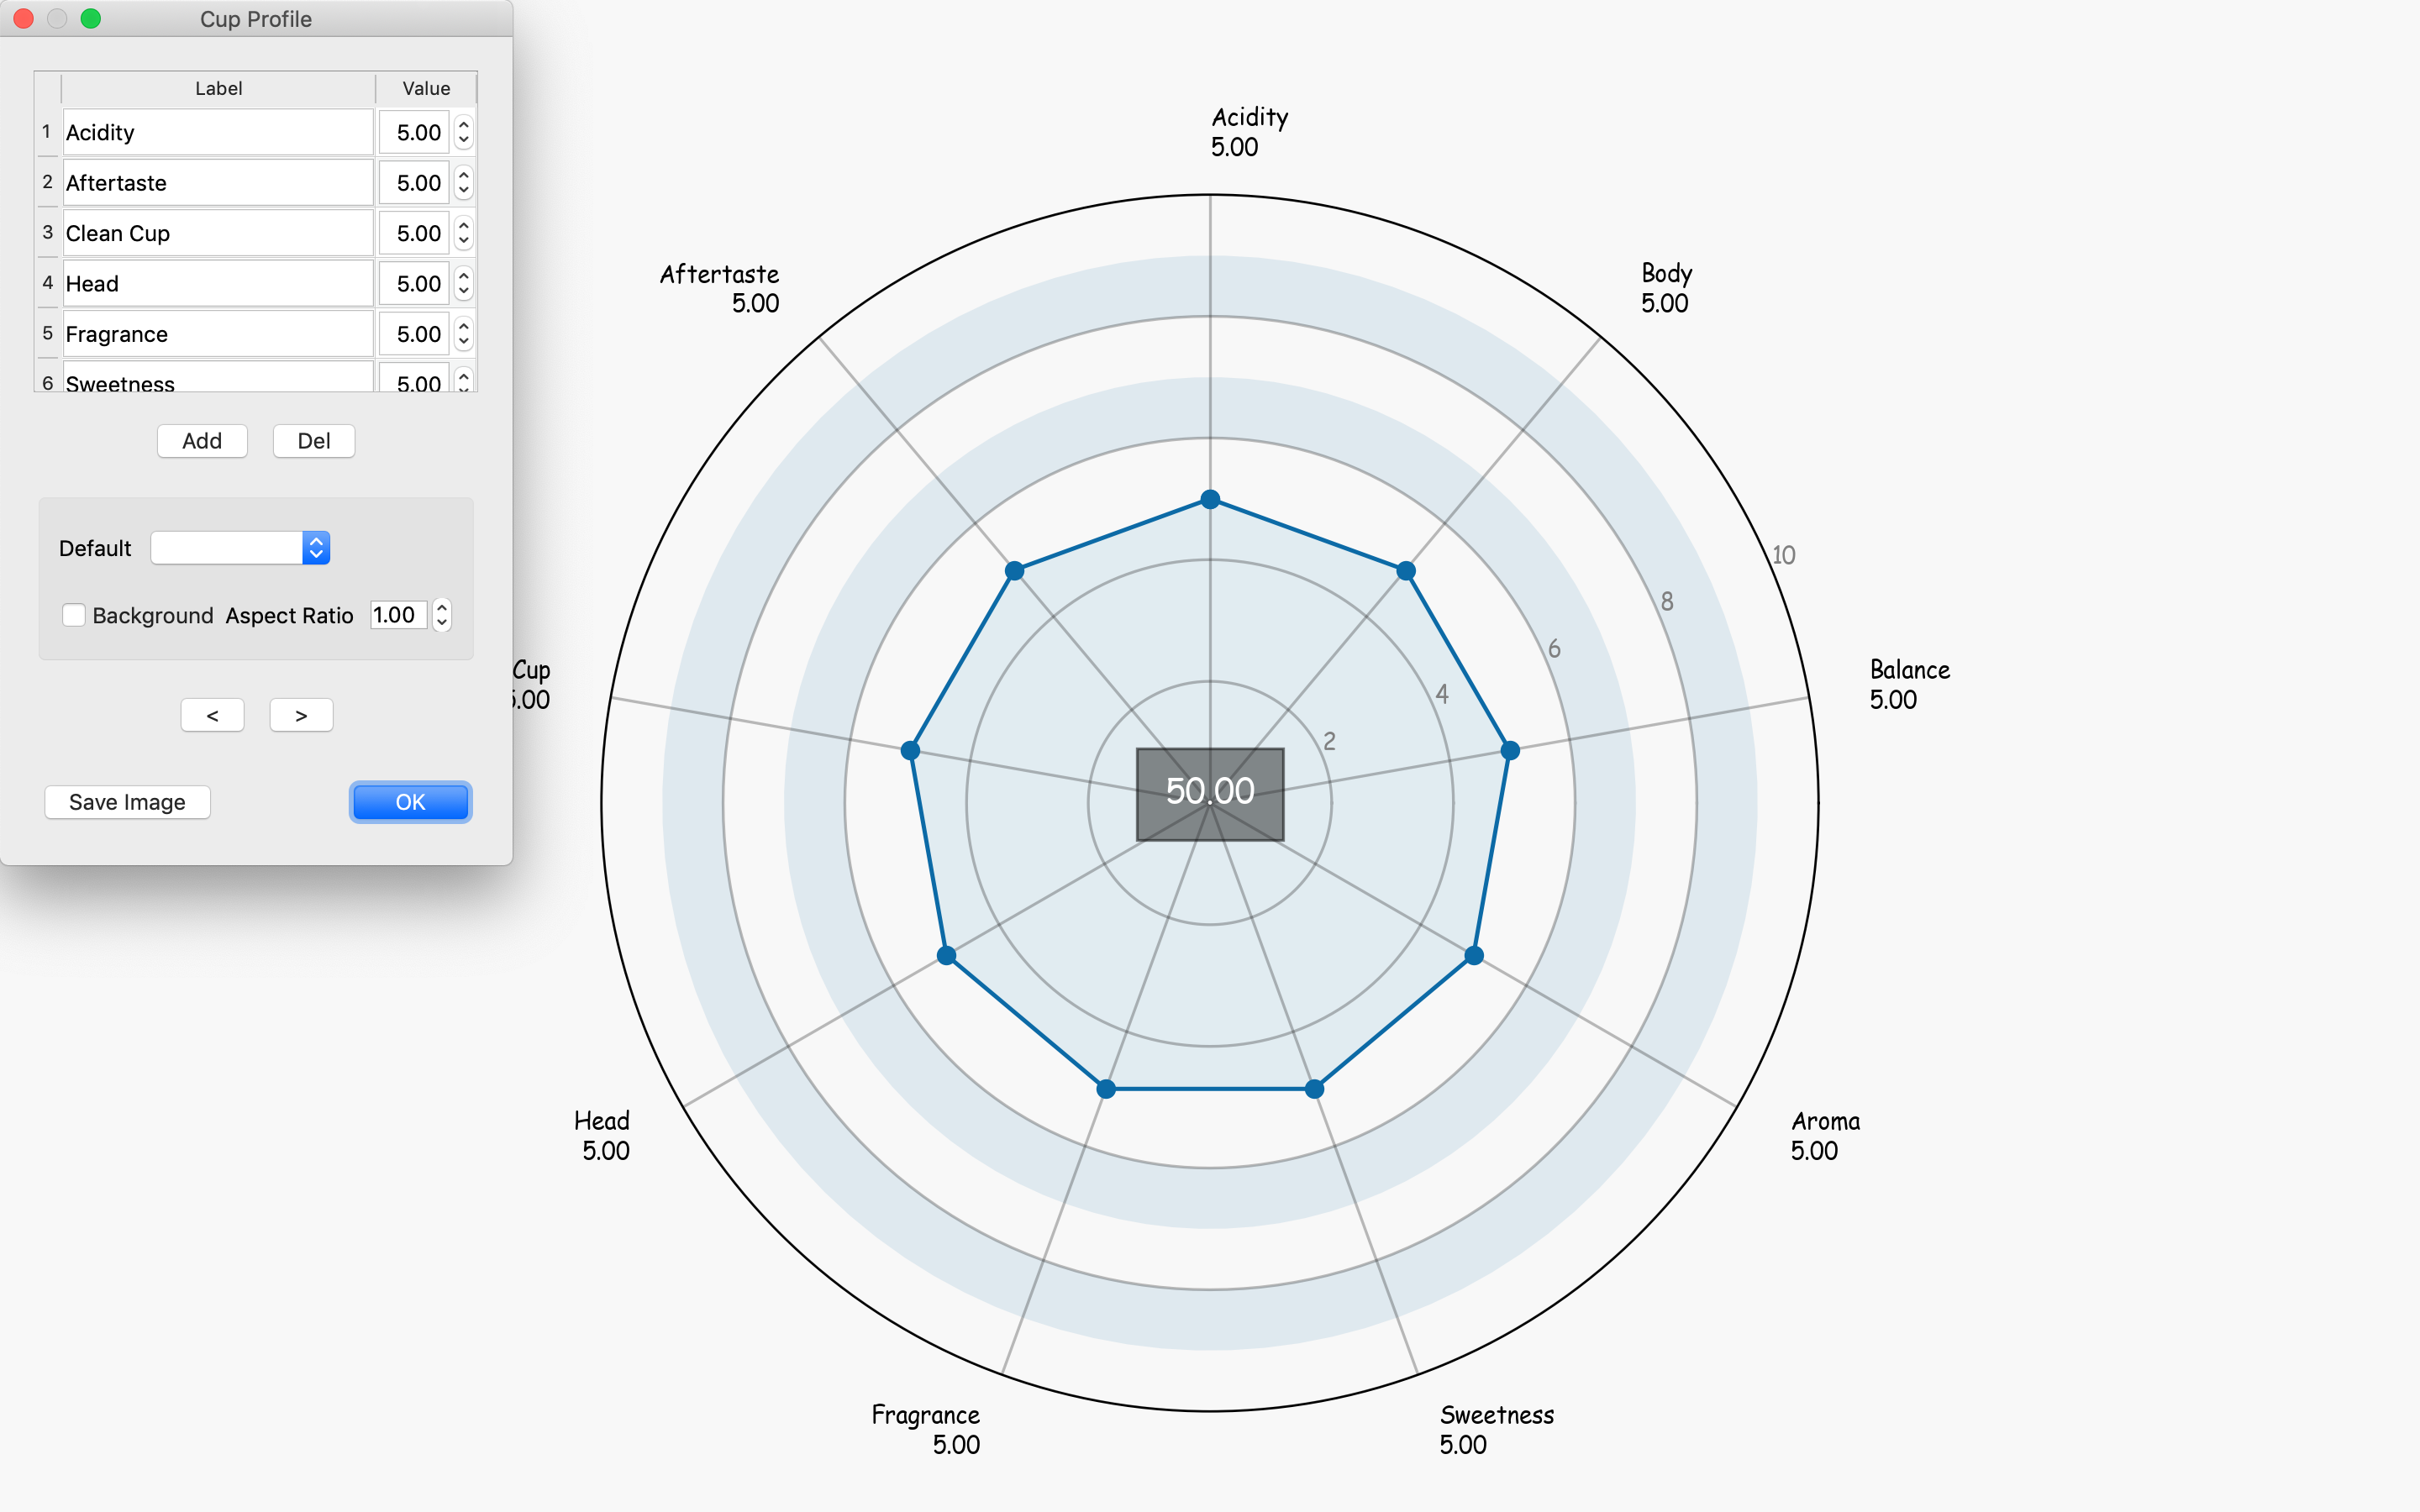 Cup Profile
Label Value
1 Acidity 5.00
2 Aftertaste 5.00
3 Clean Cup 5.00
4 Head 5.00
5 Fragrance 5.00
6 Sweetness 5.00
Add Del
Default
Background Aspect Ratio 1.00
< >
Save Image OK
Acidity
5.00
Aftertaste
5.00
Body
5.00
10
8
6
4
2
Cup
5.00
Balance
5.00
50.00
Head
5.00
Aroma
5.00
Fragrance
5.00
Sweetness
5.00